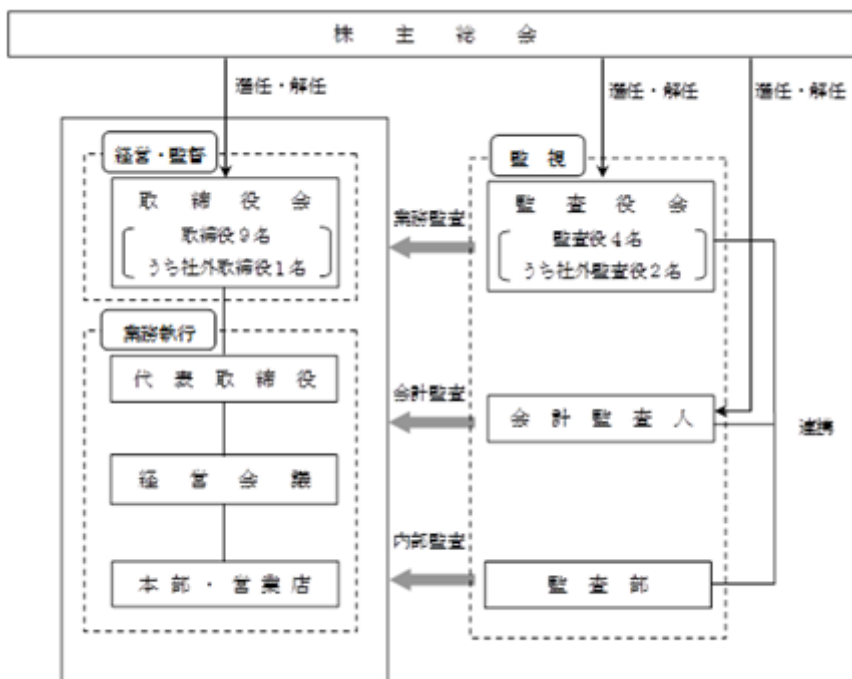 株主総会
選任・解任
選任・解任
選任・解任
経営・監督
取締役会
取締役9名
うち社外取締役1名
業務監査
監視
監査役会
監査役4名
うち社外監査役2名
業務執行
代表取締役
会計監査
会計監査人
連携
経営会議
内部監査
本部・営業店
監査部